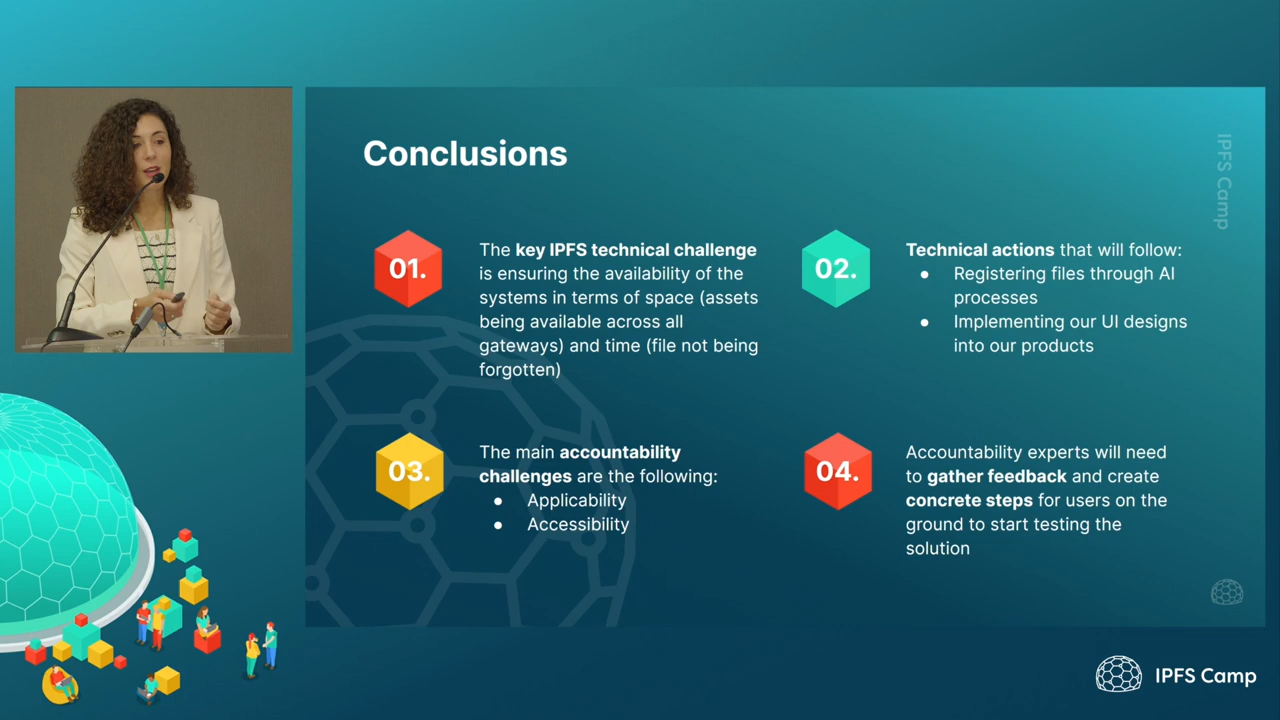 Conclusions
IPFS Camp
01.
The key IPFS technical challenge
is ensuring the availability of the
systems in terms of space (assets
being available across all
gateways) and time (file not being
forgotten)
02.
Technical actions that will follow:
● Registering files through AI
processes
● Implementing our UI designs
into our products
03.
The main accountability
challenges are the following:
● Applicability
● Accessibility
04.
Accountability experts will need
to gather feedback and create
concrete steps for users on the
ground to start testing the
solution
IPFS Camp